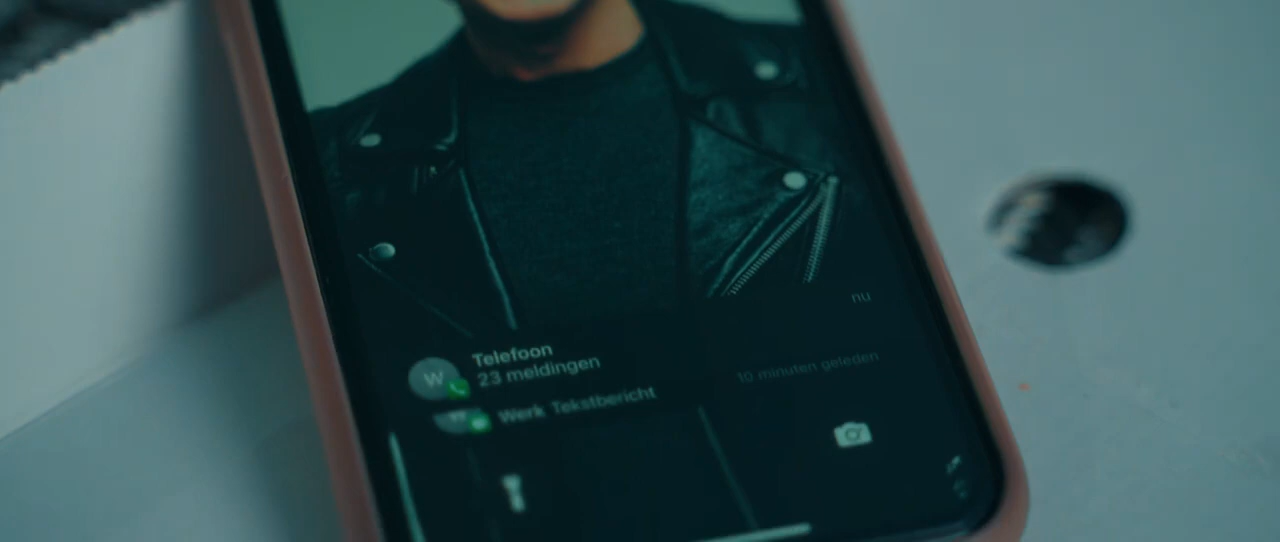 nu
W
Telefoon
23 meldingen
10 minuten geleden
Werk Tekstbericht